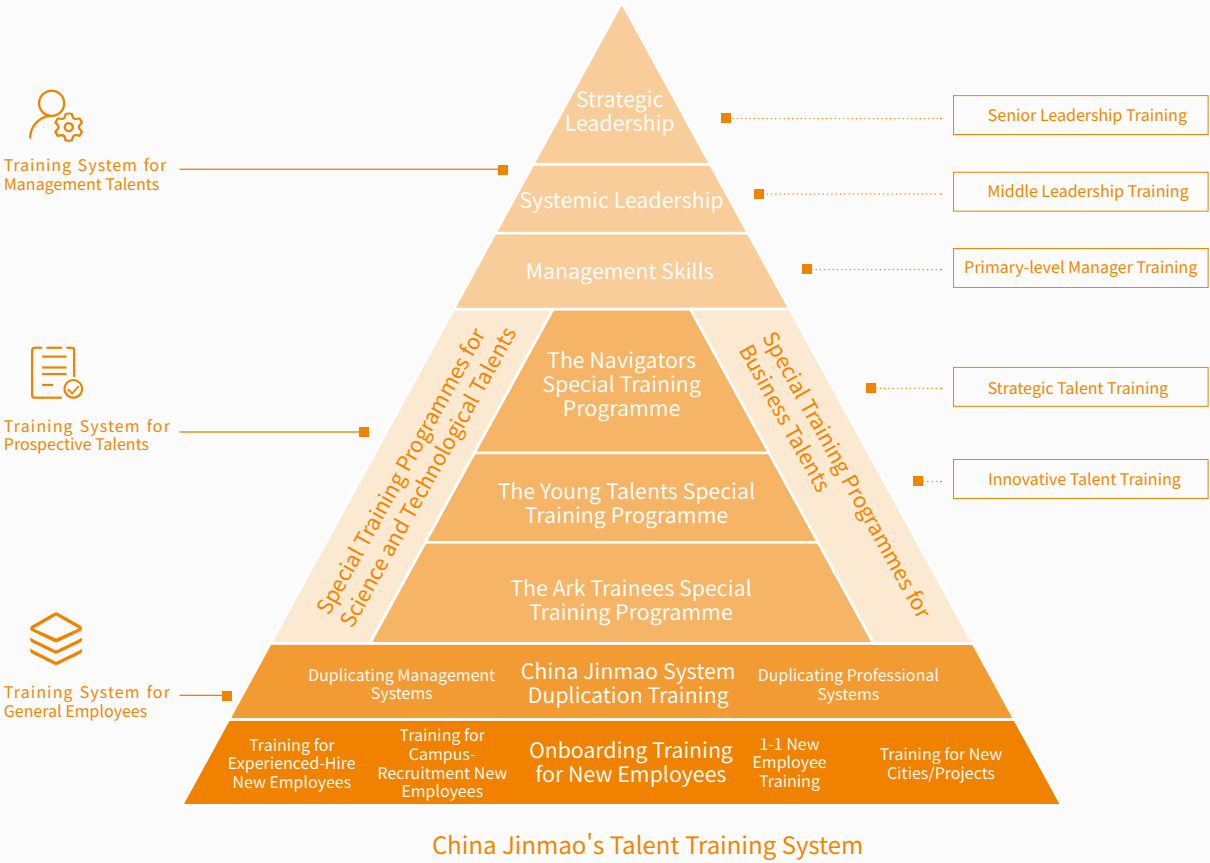 Strategic
Leadership
Senior Leadership Training
Training System for
Management Talents
Systemic Leadership
Middle Leadership Training
Management Skills
Primary-level Manager Training
Special Training Programmes for
Science and Technological Talents
The Navigators
Special Training
Programme
Special Training Programmes for
Business Talents
Strategic Talent Training
Training System for
Prospective Talents
The Young Talents Special
Training Programme
Innovative Talent Training
The Ark Trainees Special
Training Programme
Training System for
General Employees
Duplicating Management
Systems
China Jinmao System
Duplication Training
Duplicating Professional
Systems
Training for
Experienced-Hire
New Employees
Training for
Campus-
Recruitment New
Employees
Onboarding Training
for New Employees
1-1 New
Employee
Training
Training for New
Cities/Projects
China Jinmao's Talent Training System